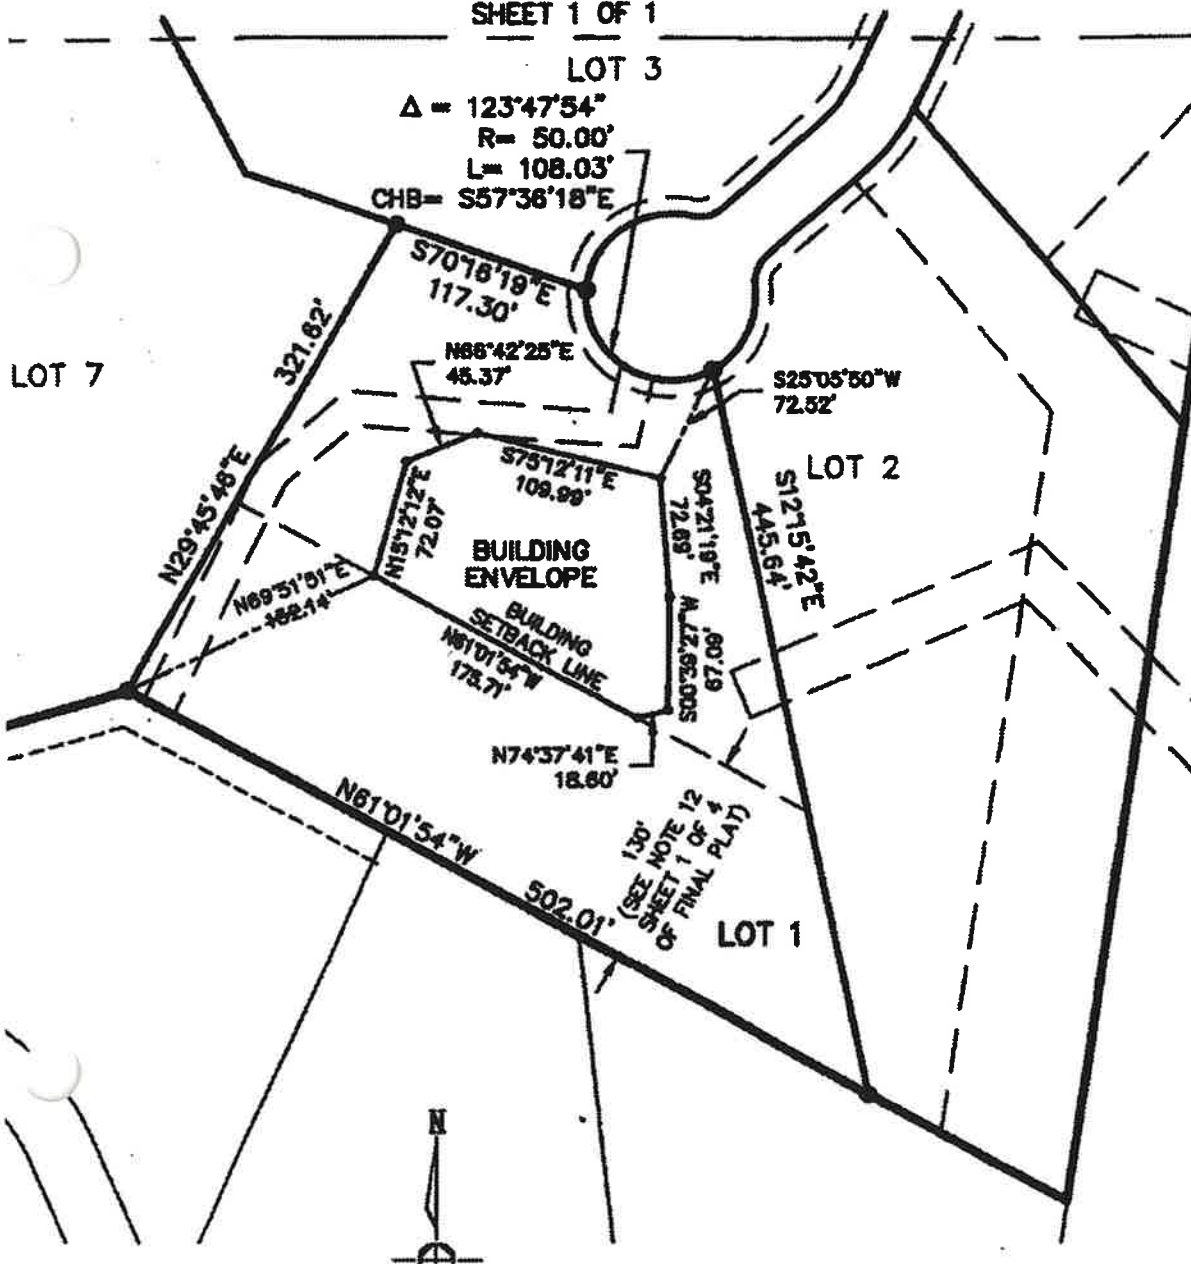 SHEET 1 OF 1
LOT 3
Δ = 123°47'54"
R= 50.00'
L= 108.03'
CHB= S57°36'18"E
S70°16'19"E
117.30'
321.62'
LOT 7
N66°42'25"E
45.37'
S25°05'50"W
72.52'
LOT 2
S75°12'11"E
109.99'
N29°45'46"E
N15°12'12"E
72.07'
S04°21'19"E
72.69'
S12°15'42"E
445.64'
BUILDING
ENVELOPE
N69°51'51"E
BUILDING
SETBACK LINE
N61°01'54"W
175.71'
S00°39'27"W
67.09'
N74°37'41"E
18.60'
N61°01'54"W
502.01'
130'
(SEE NOTE 12
SHEET 1 OF 4
OF FINAL PLAT)
LOT 1
N